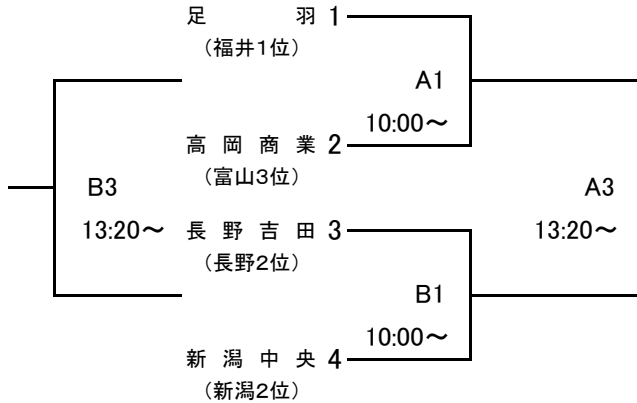 足 羽 1
(福井1位)
A1
10:00～
高 岡 商 業 2
(富山3位)
B3
A3
13:20～
長 野 吉 田 3
13:20～
(長野2位)
B1
10:00～
新 潟 中 央 4
(新潟2位)